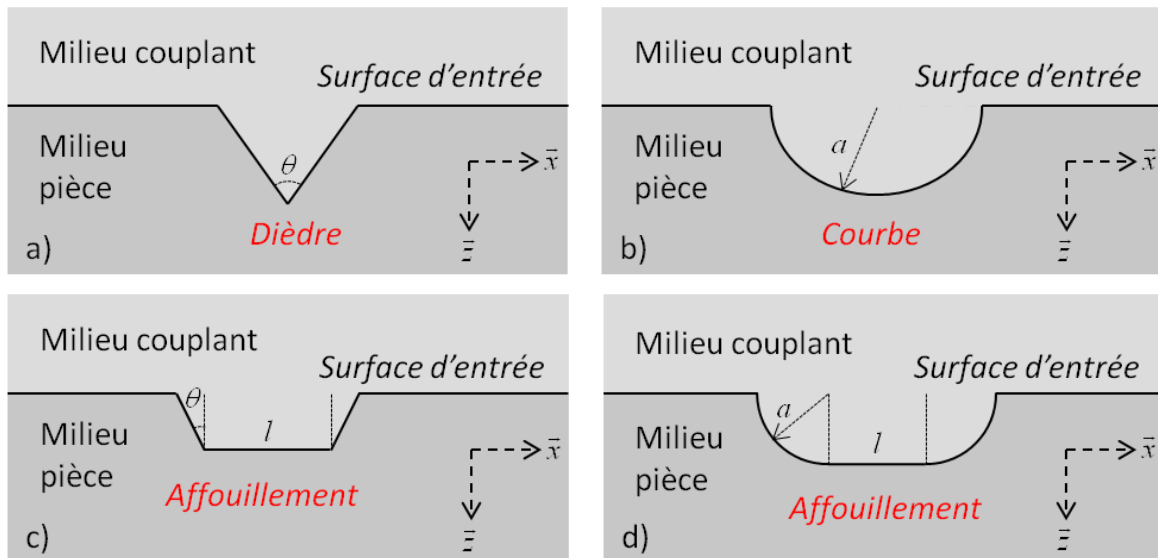 Milieu couplant
Surface d'entrée
Milieu
pièce
θ
x⃗
Dièdre
z⃗
a)
Milieu couplant
Surface d'entrée
Milieu
pièce
a
x⃗
Courbe
z⃗
b)
Milieu couplant
Surface d'entrée
θ
l
Milieu
pièce
x⃗
Affouillement
z⃗
c)
Milieu couplant
Surface d'entrée
a
l
Milieu
pièce
x⃗
Affouillement
z⃗
d)